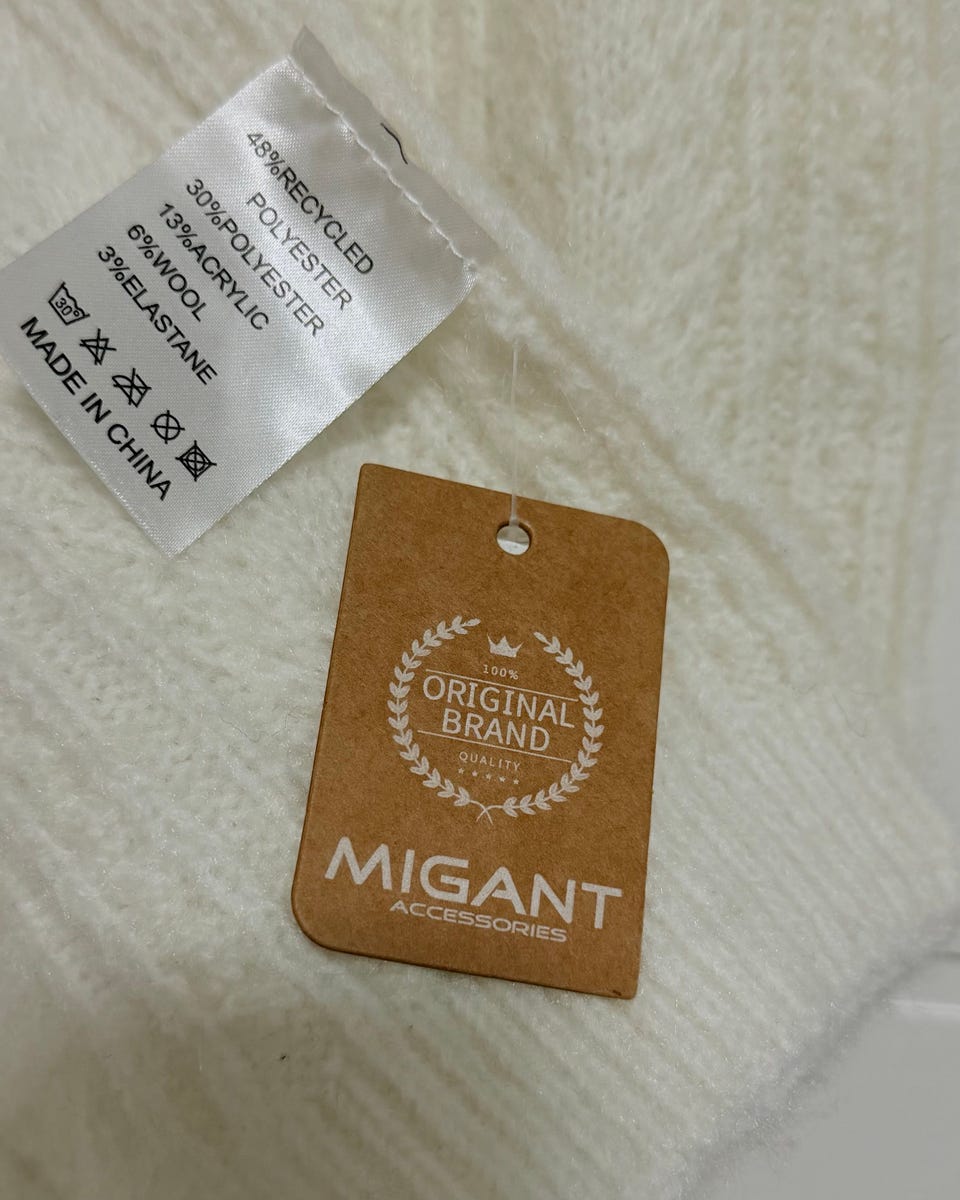 48%RECYCLED
POLYESTER
30%POLYESTER
13%ACRYLIC
6%WOOL
3%ELASTANE
30°
MADE IN CHINA
100%
ORIGINAL
BRAND
QUALITY
MIGANT
ACCESSORIES